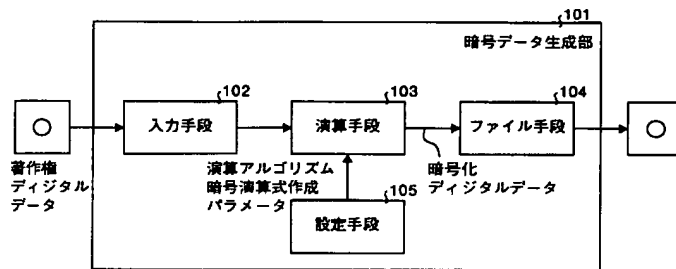 101
暗号データ生成部
102
入力手段
103
演算手段
104
ファイル手段
著作権
ディジタル
データ
演算アルゴリズム
暗号演算式作成
パラメータ
暗号化
ディジタルデータ
105
設定手段